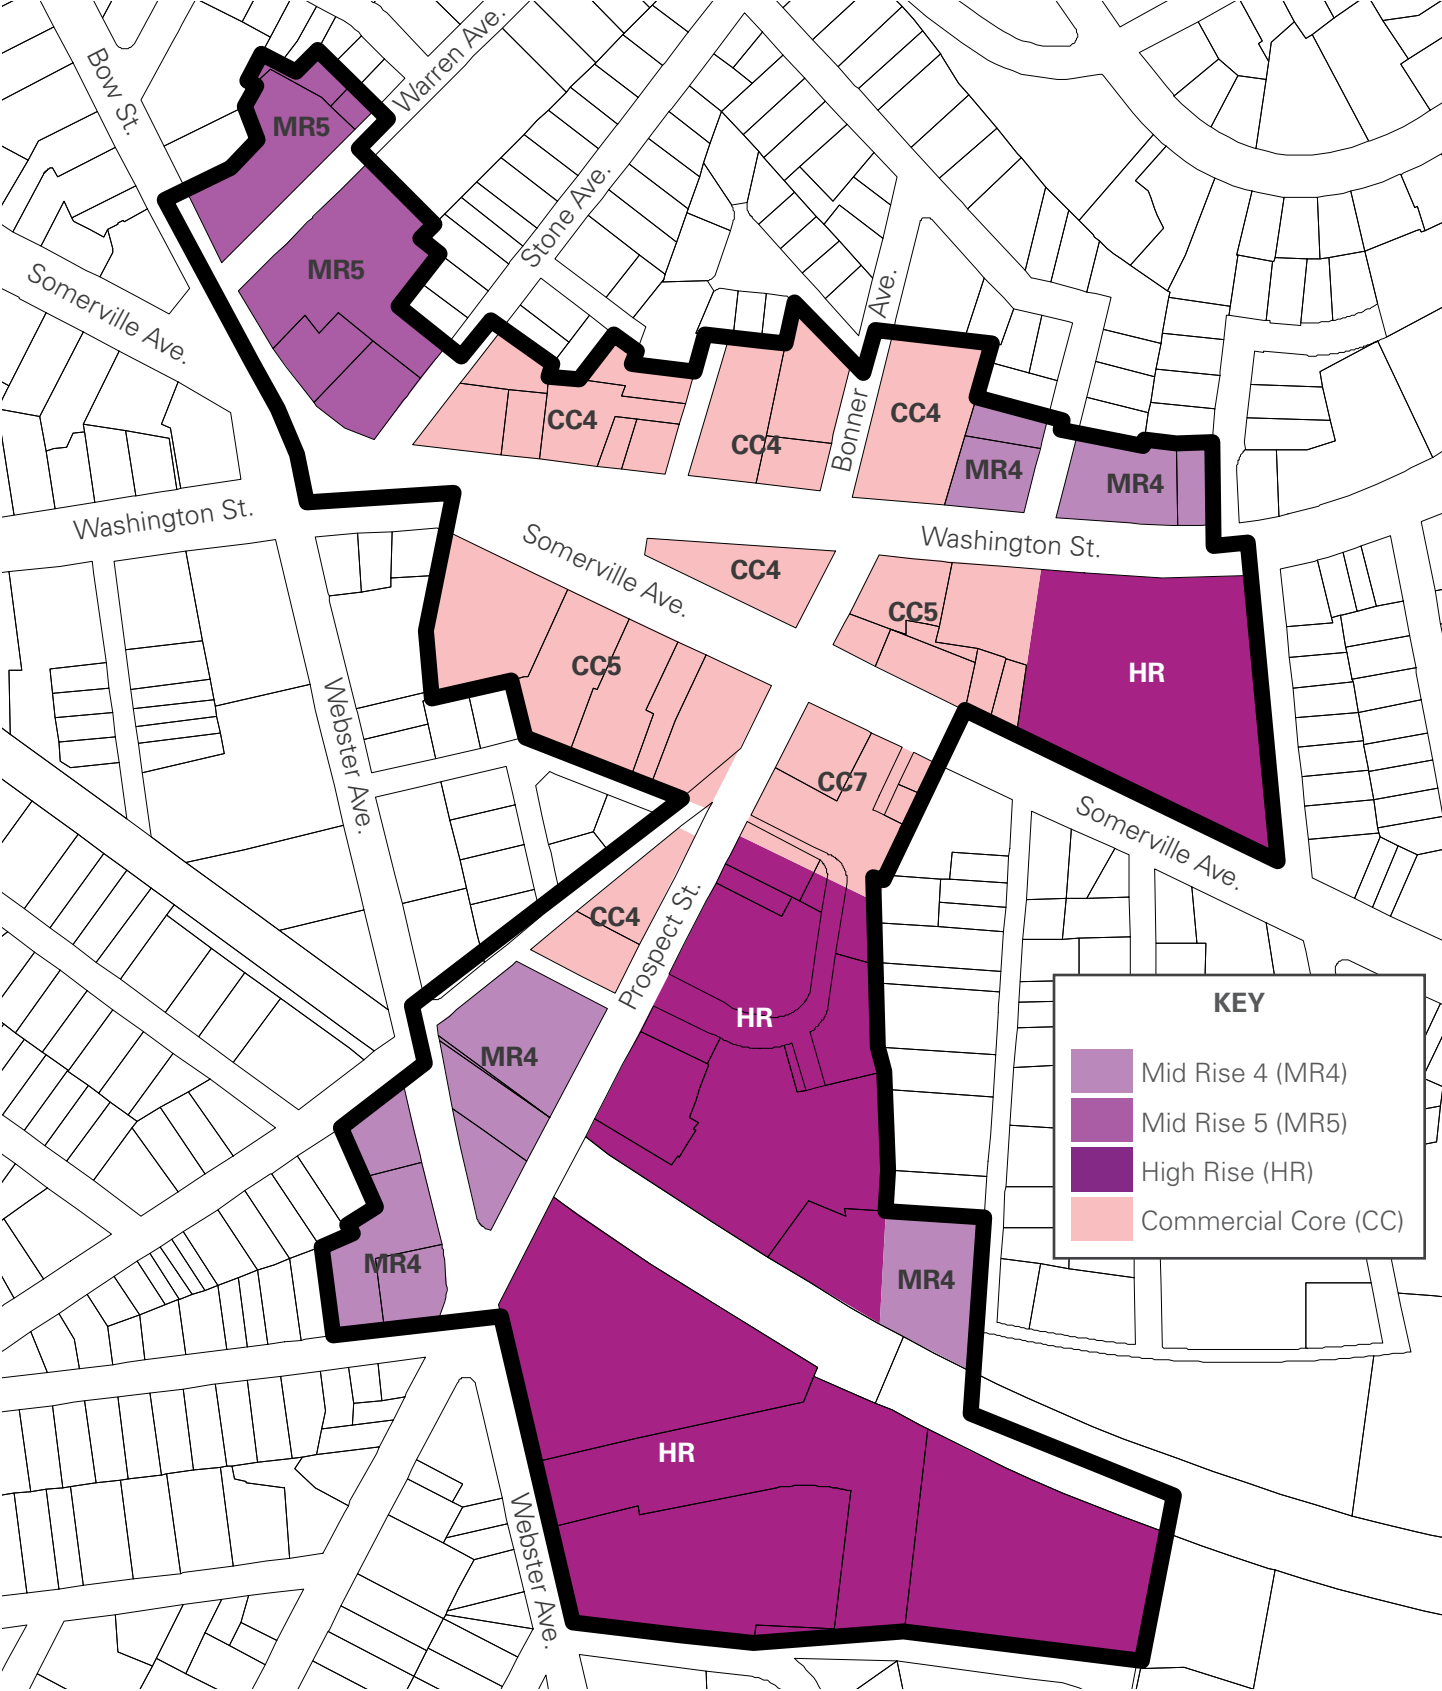 Bow St.
Warren Ave.
MR5
Stone Ave.
MR5
Somerville Ave.
Bonner Ave.
CC4
CC4
CC4
MR4
MR4
Washington St.
Somerville Ave.
Washington St.
CC4
CC5
CC5
HR
Webster Ave.
CC7
Somerville Ave.
CC4
Prospect St.
HR
MR4
MR4
MR4
HR
Webster Ave.
KEY
Mid Rise 4 (MR4)
Mid Rise 5 (MR5)
High Rise (HR)
Commercial Core (CC)